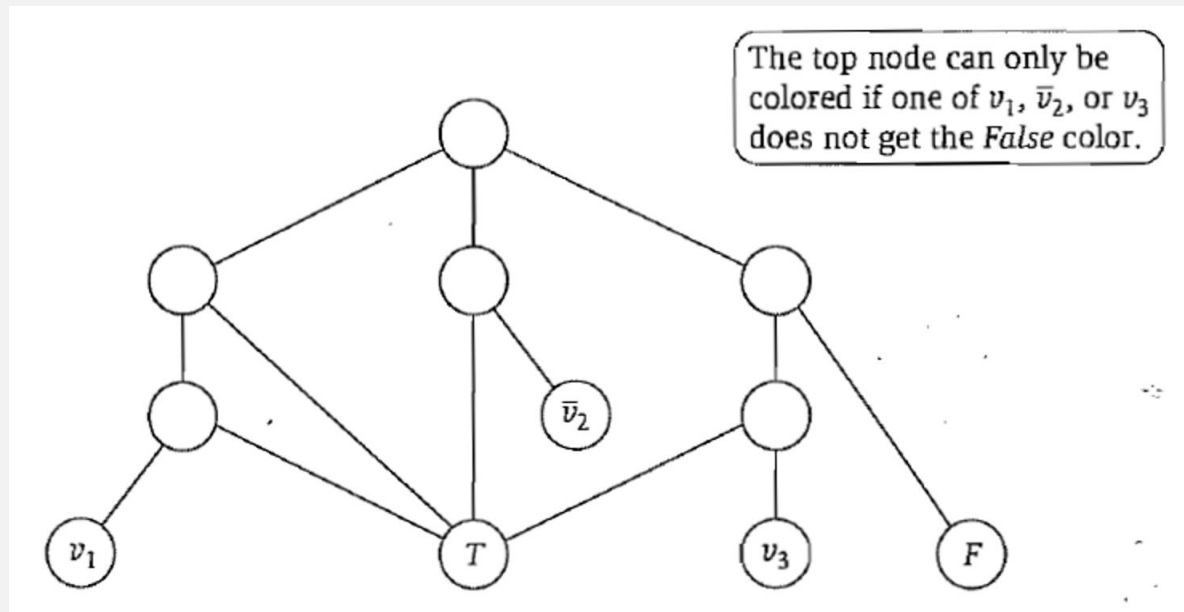 The top node can only be
colored if one of v₁, v̅₂, or v₃
does not get the False color.
v̅₂
v₁
T
v₃
F